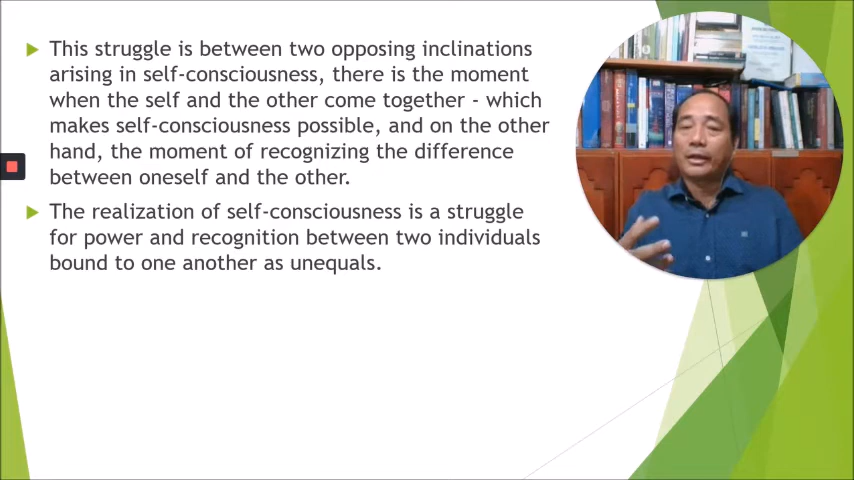 This struggle is between two opposing inclinations
arising in self-consciousness, there is the moment
when the self and the other come together - which
makes self-consciousness possible, and on the other
hand, the moment of recognizing the difference
between oneself and the other.
The realization of self-consciousness is a struggle
for power and recognition between two individuals
bound to one another as unequals.